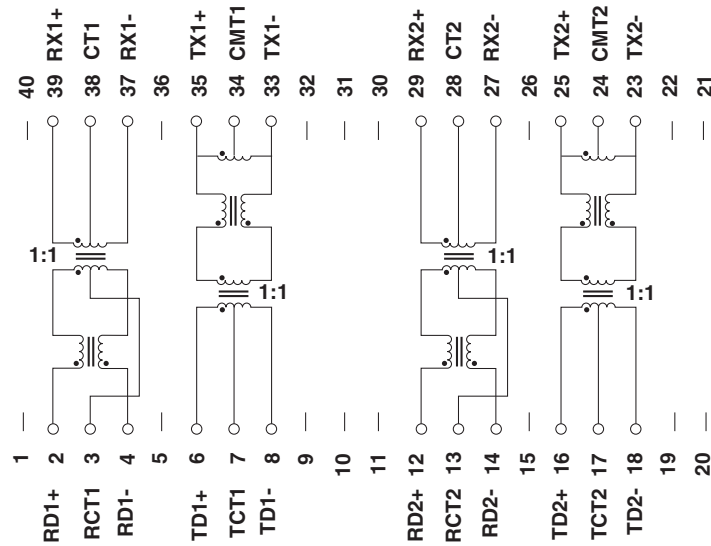 40
39 RX1+
38 CT1
37 RX1-
36
35 TX1+
34 CMT1
33 TX1-
32
31
30
29 RX2+
28 CT2
27 RX2-
26
25 TX2+
24 CMT2
23 TX2-
22
21
1:1
1:1
1:1
1:1
1
RD1+ 2
RCT1 3
RD1- 4
5
TD1+ 6
TCT1 7
TD1- 8
9
10
11
RD2+ 12
RCT2 13
RD2- 14
15
TD2+ 16
TCT2 17
TD2- 18
19
20